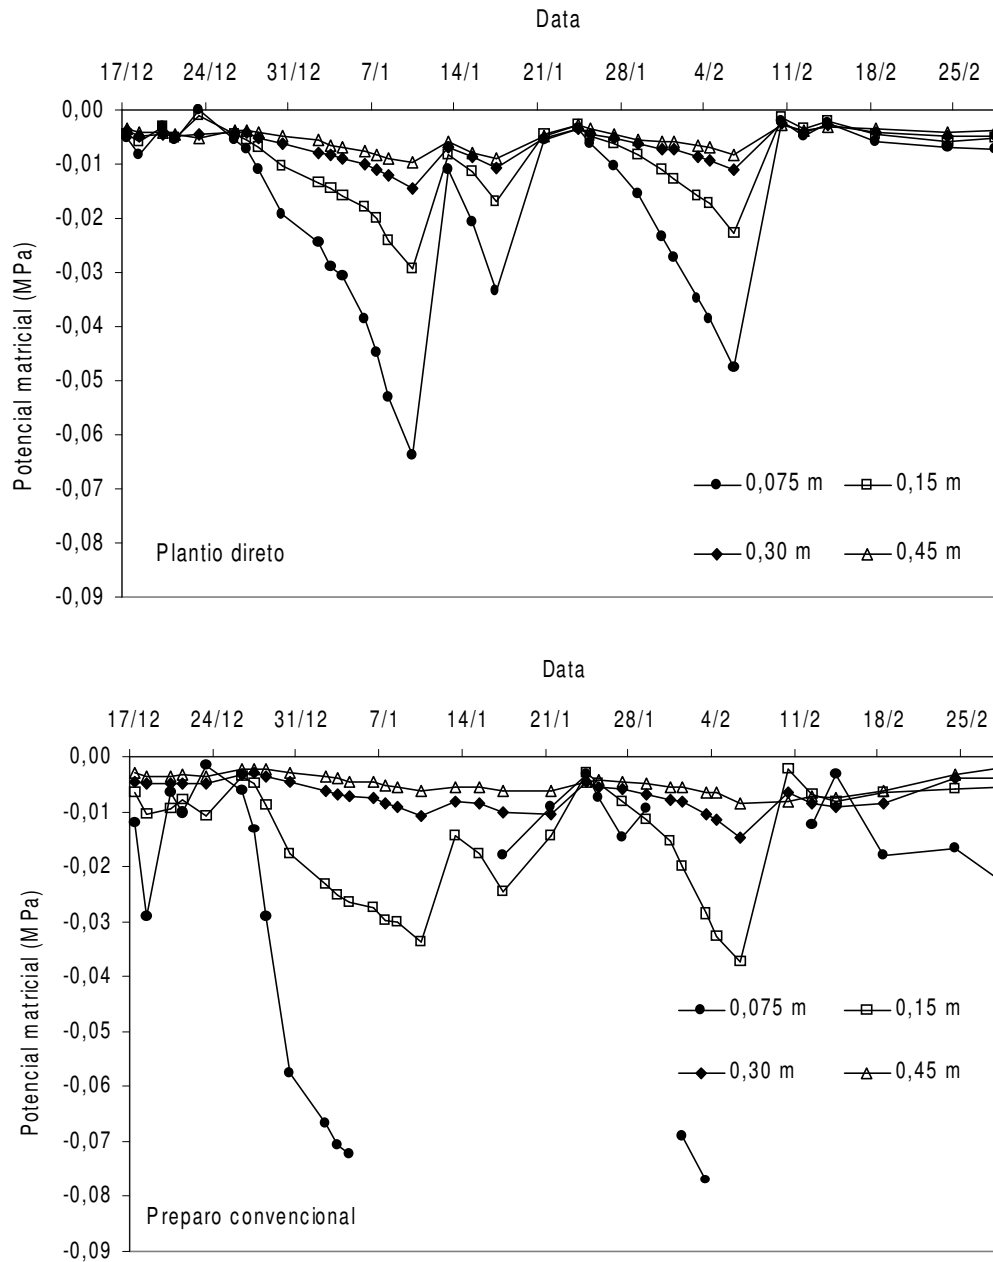 Data
17/12 24/12 31/12 7/1 14/1 21/1 28/1 4/2 11/2 18/2 25/2
0,00
-0,01
-0,02
-0,03
-0,04
-0,05
-0,06
-0,07
-0,08
-0,09
Potencial matricial (MPa)
0,075 m 0,15 m
0,30 m 0,45 m
Plantio direto
Data
17/12 24/12 31/12 7/1 14/1 21/1 28/1 4/2 11/2 18/2 25/2
0,00
-0,01
-0,02
-0,03
-0,04
-0,05
-0,06
-0,07
-0,08
-0,09
Potencial matricial (MPa)
0,075 m 0,15 m
0,30 m 0,45 m
Preparo convencional